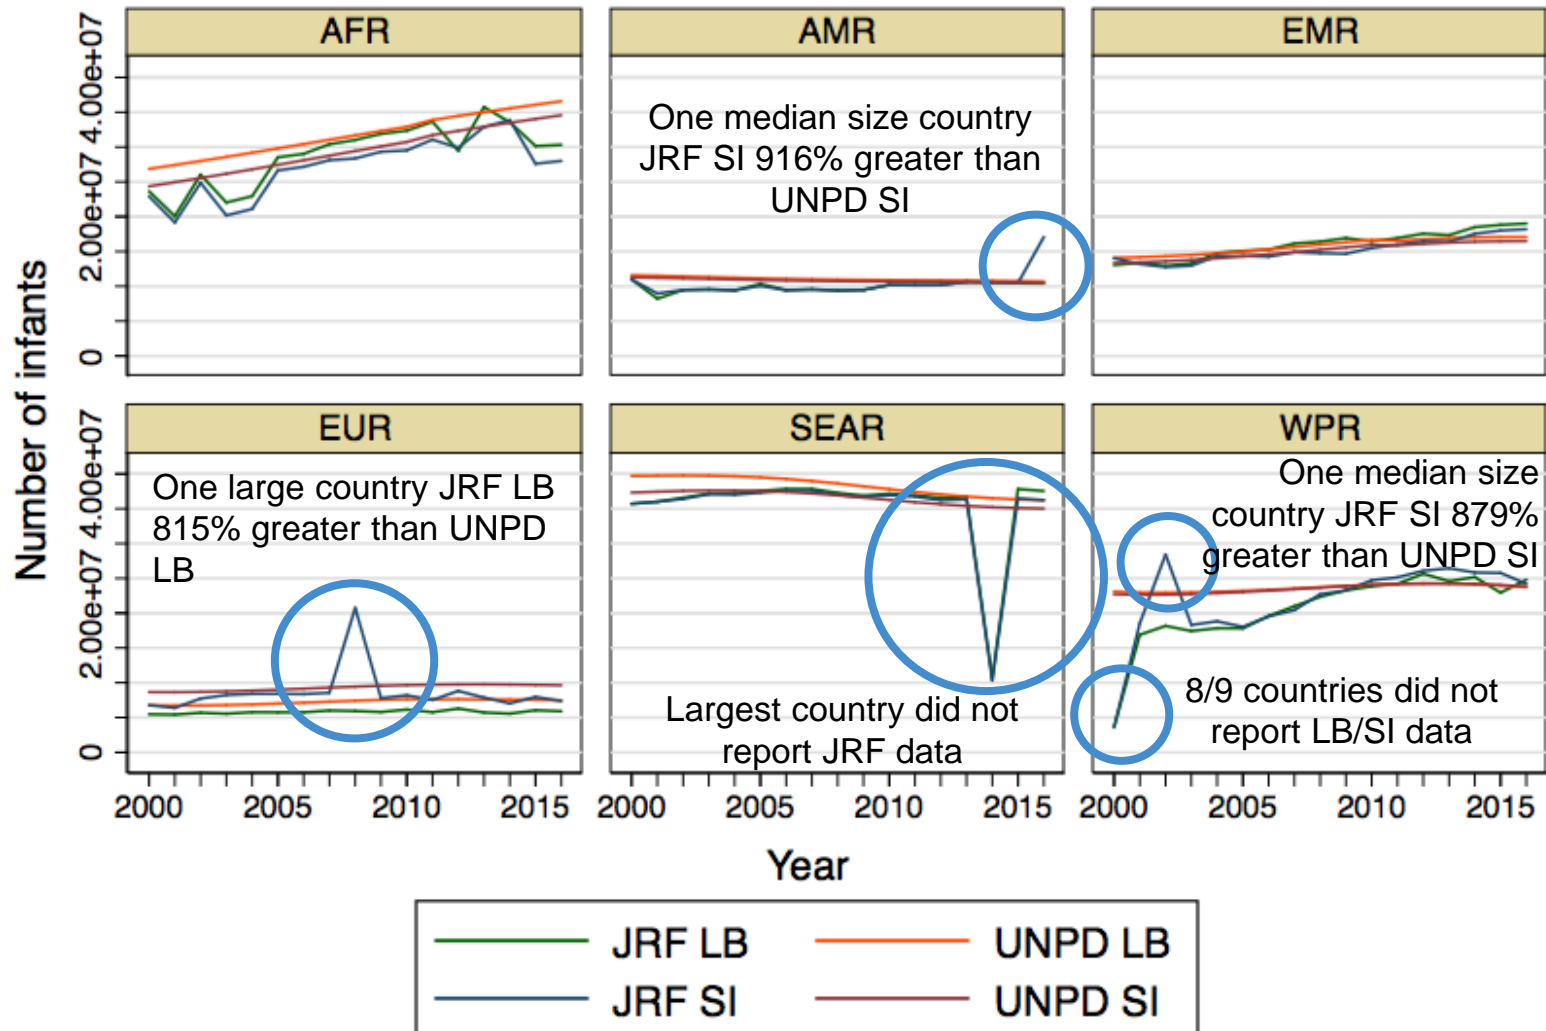 AFR
AMR
EMR
Number of infants
0
2.00e+07
4.00e+07
One median size country
JRF SI 916% greater than
UNPD SI
EUR
SEAR
WPR
0
2.00e+07
4.00e+07
One large country JRF LB
815% greater than UNPD
LB
Largest country did not
report JRF data
One median size
country JRF SI 879%
greater than UNPD SI
8/9 countries did not
report LB/SI data
2000 2005 2010 2015
2000 2005 2010 2015
2000 2005 2010 2015
Year
JRF LB UNPD LB
JRF SI UNPD SI